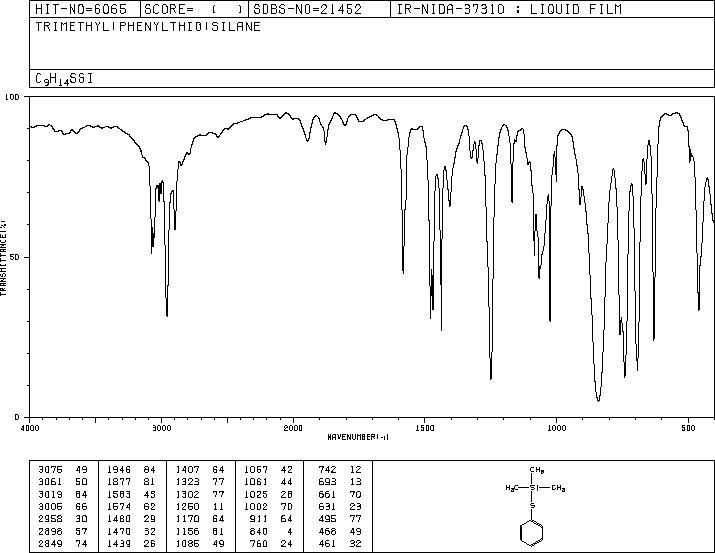 HIT-NO=6065 SCORE= ( ) SDBS-NO=21452 IR-NIDA-37310 : LIQUID FILM
TRIMETHYL(PHENYLTHIO)SILANE
C9H14SSI
100
50
0
TRANSMITTANCE(%)
4000 3000 2000 1500 1000 500
WAVENUMBER(-1)
3075 49 1946 84 1407 64 1067 42 742 12
3061 50 1877 81 1323 77 1061 44 693 13
3019 64 1583 43 1302 77 1025 28 661 70
3005 66 1574 62 1250 11 1002 70 631 23
2958 30 1480 29 1170 64 911 64 495 77
2898 57 1470 32 1156 81 840 4 468 49
2849 74 1439 26 1085 49 760 24 461 32
CH3
H3C Si CH3
S